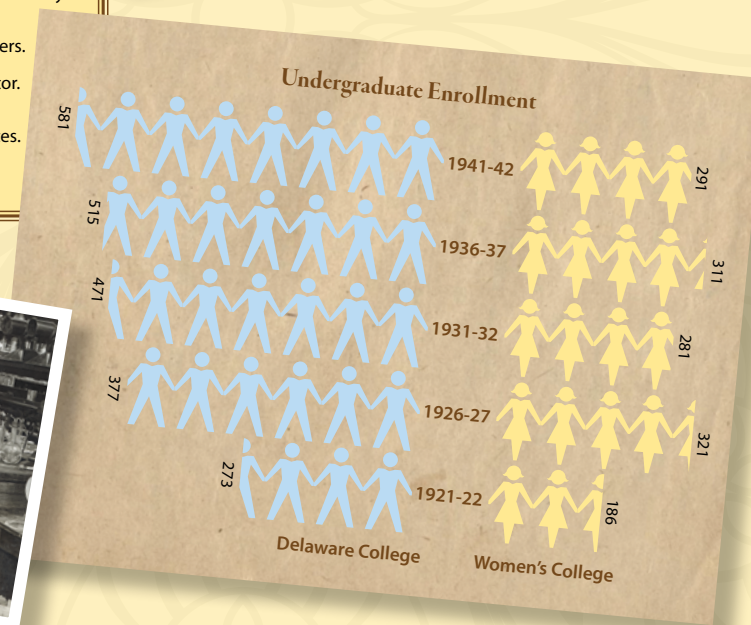 ers.
tor.
es.
Undergraduate Enrollment
581 1941-42 291
515 1936-37 311
471 1931-32 281
377 1926-27 321
273 1921-22 186
Delaware College Women's College